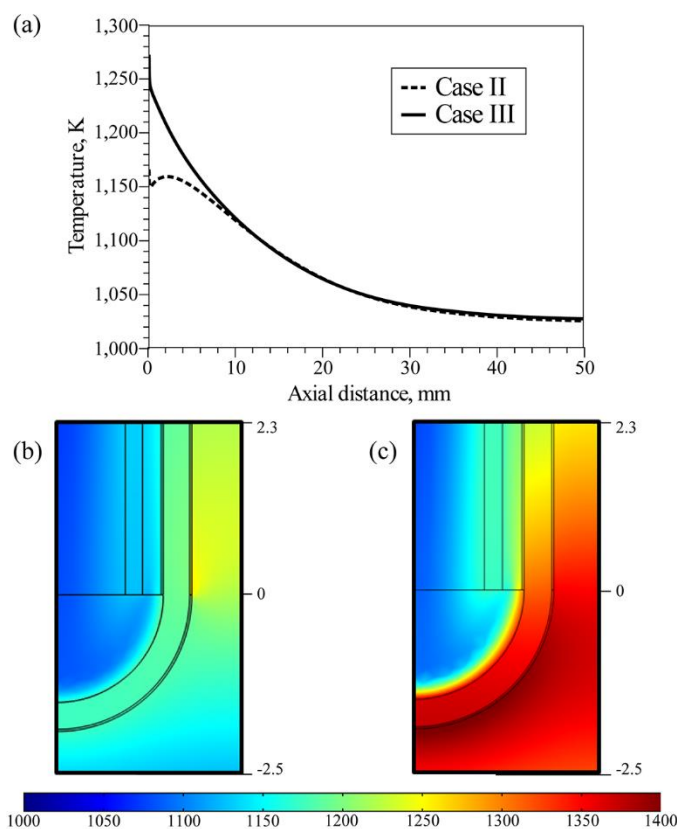 (a)
1,300
1,250
1,200
1,150
1,100
1,050
1,000
Temperature, K
Case II
Case III
0 10 20 30 40 50
Axial distance, mm
(b)
2.3
0
-2.5
(c)
2.3
0
-2.5
1000 1050 1100 1150 1200 1250 1300 1350 1400